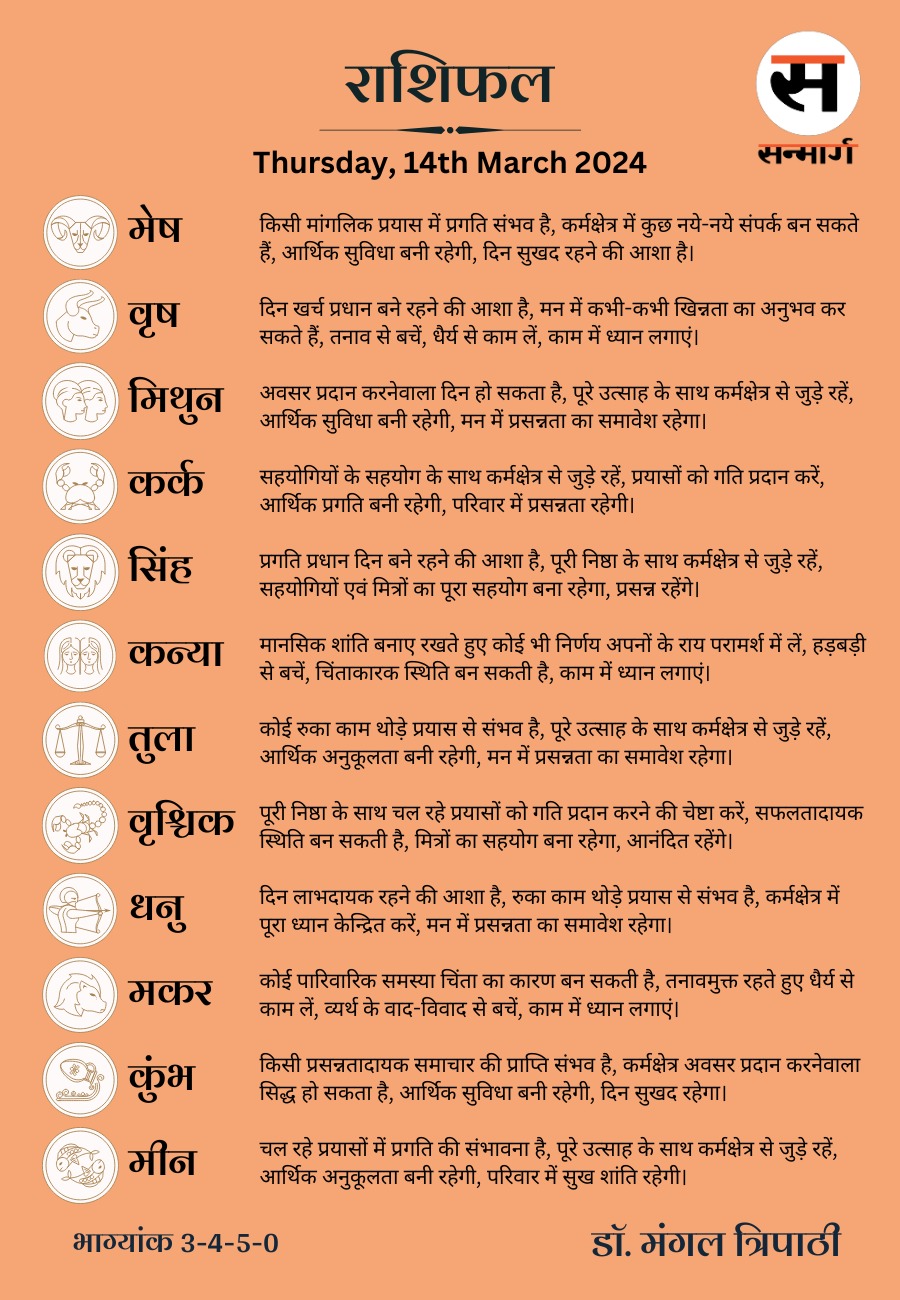 राशिफल
स
सन्मार्ग
Thursday, 14th March 2024
मेष
किसी मांगलिक प्रयास में प्रगति संभव है, कर्मक्षेत्र में कुछ नये-नये संपर्क बन सकते
हैं, आर्थिक सुविधा बनी रहेगी, दिन सुखद रहने की आशा है।
वृष
दिन खर्च प्रधान बने रहने की आशा है, मन में कभी-कभी खिन्नता का अनुभव कर
सकते हैं, तनाव से बचें, धैर्य से काम लें, काम में ध्यान लगाएं।
मिथुन
अवसर प्रदान करनेवाला दिन हो सकता है, पूरे उत्साह के साथ कर्मक्षेत्र से जुड़े रहें,
आर्थिक सुविधा बनी रहेगी, मन में प्रसन्नता का समावेश रहेगा।
कर्क
सहयोगियों के सहयोग के साथ कर्मक्षेत्र से जुड़े रहें, प्रयासों को गति प्रदान करें,
आर्थिक प्रगति बनी रहेगी, परिवार में प्रसन्नता रहेगी।
सिंह
प्रगति प्रधान दिन बने रहने की आशा है, पूरी निष्ठा के साथ कर्मक्षेत्र से जुड़े रहें,
सहयोगियों एवं मित्रों का पूरा सहयोग बना रहेगा, प्रसन्न रहेंगे।
कन्या
मानसिक शांति बनाए रखते हुए कोई भी निर्णय अपनों के राय परामर्श में लें, हड़बड़ी
से बचें, चिंताकारक स्थिति बन सकती है, काम में ध्यान लगाएं।
तुला
कोई रुका काम थोड़े प्रयास से संभव है, पूरे उत्साह के साथ कर्मक्षेत्र से जुड़े रहें,
आर्थिक अनुकूलता बनी रहेगी, मन में प्रसन्नता का समावेश रहेगा।
वृश्चिक
पूरी निष्ठा के साथ चल रहे प्रयासों को गति प्रदान करने की चेष्टा करें, सफलतादायक
स्थिति बन सकती है, मित्रों का सहयोग बना रहेगा, आनंदित रहेंगे।
धनु
दिन लाभदायक रहने की आशा है, रुका काम थोड़े प्रयास से संभव है, कर्मक्षेत्र में
पूरा ध्यान केन्द्रित करें, मन में प्रसन्नता का समावेश रहेगा।
मकर
कोई पारिवारिक समस्या चिंता का कारण बन सकती है, तनावमुक्त रहते हुए धैर्य से
काम लें, व्यर्थ के वाद-विवाद से बचें, काम में ध्यान लगाएं।
कुंभ
किसी प्रसन्नतादायक समाचार की प्राप्ति संभव है, कर्मक्षेत्र अवसर प्रदान करनेवाला
सिद्ध हो सकता है, आर्थिक सुविधा बनी रहेगी, दिन सुखद रहेगा।
मीन
चल रहे प्रयासों में प्रगति की संभावना है, पूरे उत्साह के साथ कर्मक्षेत्र से जुड़े रहें,
आर्थिक अनुकूलता बनी रहेगी, परिवार में सुख शांति रहेगी।
भाग्यांक 3-4-5-0
डॉ. मंगल त्रिपाठी